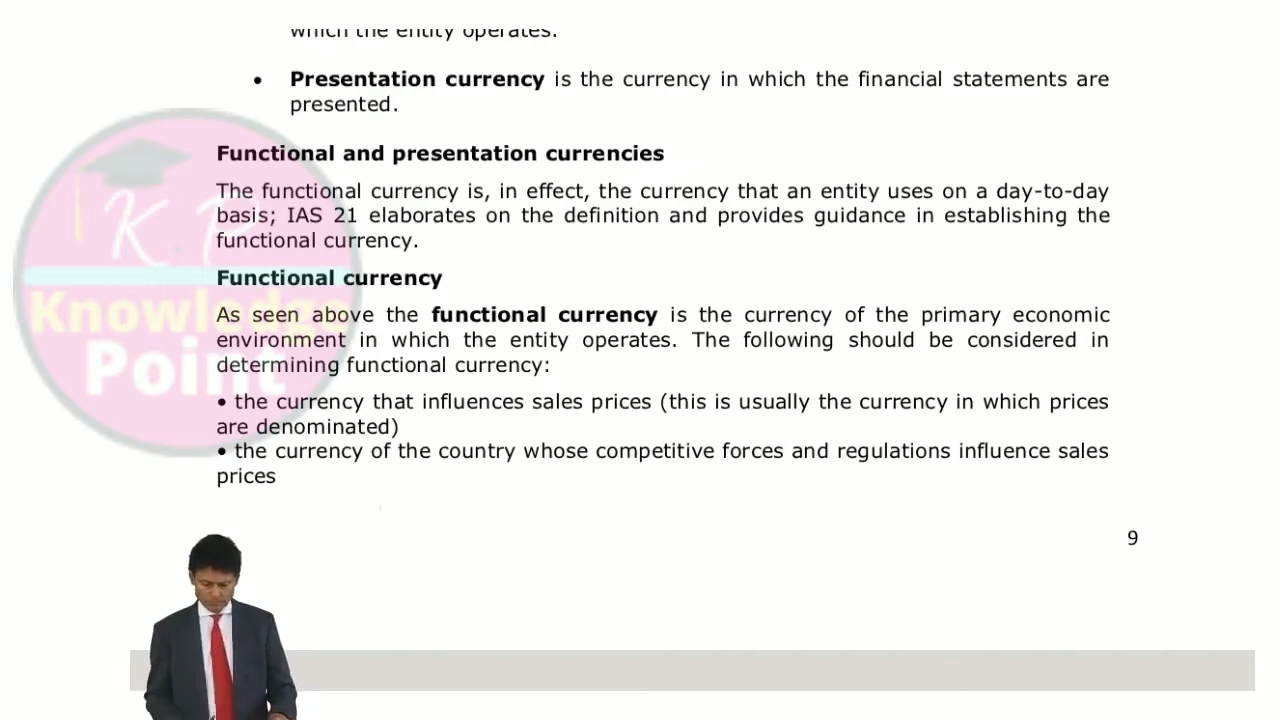 which the entity operates.
• Presentation currency is the currency in which the financial statements are
presented.
Functional and presentation currencies
The functional currency is, in effect, the currency that an entity uses on a day-to-day
basis; IAS 21 elaborates on the definition and provides guidance in establishing the
functional currency.
Functional currency
As seen above the functional currency is the currency of the primary economic
environment in which the entity operates. The following should be considered in
determining functional currency:
• the currency that influences sales prices (this is usually the currency in which prices
are denominated)
• the currency of the country whose competitive forces and regulations influence sales
prices
9
K.P
Knowledge
Point